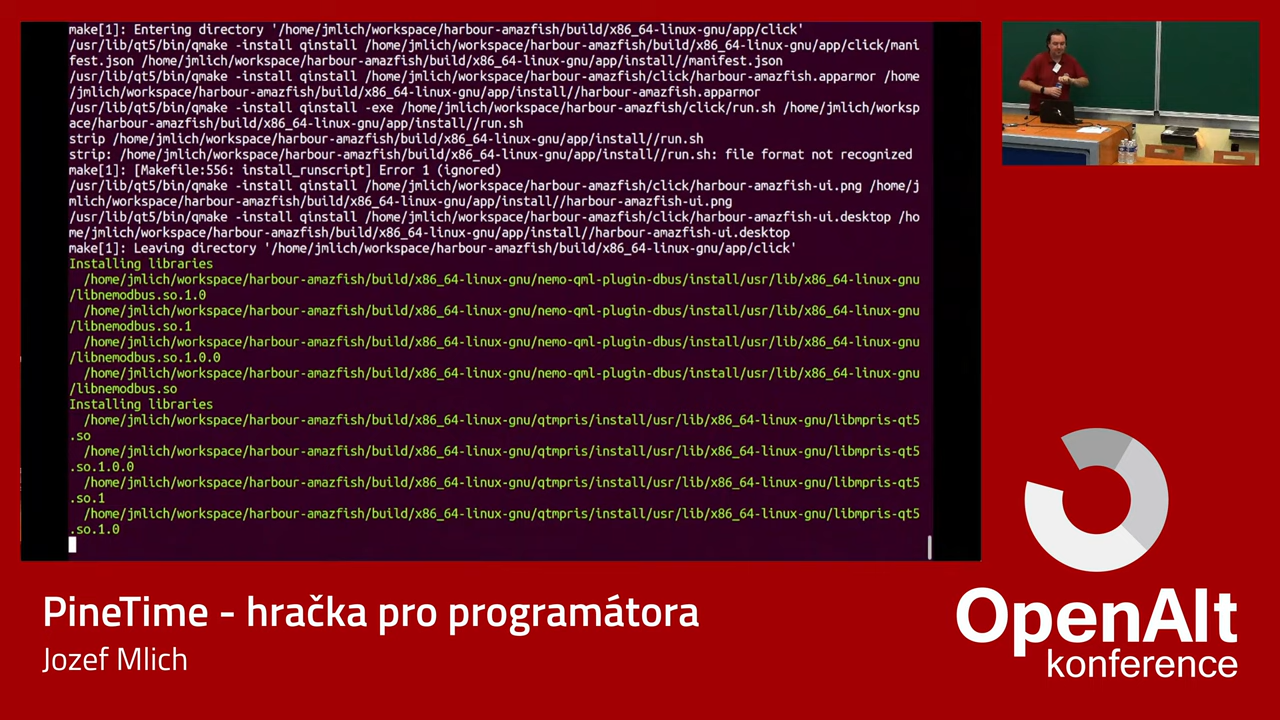 make[1]: Entering directory '/home/jmlich/workspace/harbour-amazfish/build/x86_64-linux-gnu/app/click'
/usr/lib/qt5/bin/qmake -install qinstall /home/jmlich/workspace/harbour-amazfish/build/x86_64-linux-gnu/app/click/mani
fest.json /home/jmlich/workspace/harbour-amazfish/build/x86_64-linux-gnu/app/install//manifest.json
/usr/lib/qt5/bin/qmake -install qinstall /home/jmlich/workspace/harbour-amazfish/click/harbour-amazfish.apparmor /home
/jmlich/workspace/harbour-amazfish/build/x86_64-linux-gnu/app/install//harbour-amazfish.apparmor
/usr/lib/qt5/bin/qmake -install qinstall -exe /home/jmlich/workspace/harbour-amazfish/click/run.sh /home/jmlich/worksp
ace/harbour-amazfish/build/x86_64-linux-gnu/app/install//run.sh
strip /home/jmlich/workspace/harbour-amazfish/build/x86_64-linux-gnu/app/install//run.sh
strip: /home/jmlich/workspace/harbour-amazfish/build/x86_64-linux-gnu/app/install//run.sh: file format not recognized
make[1]: [Makefile:556: install_runscript] Error 1 (ignored)
/usr/lib/qt5/bin/qmake -install qinstall /home/jmlich/workspace/harbour-amazfish/click/harbour-amazfish-ui.png /home/j
mlich/workspace/harbour-amazfish/build/x86_64-linux-gnu/app/install//harbour-amazfish-ui.png
/usr/lib/qt5/bin/qmake -install qinstall /home/jmlich/workspace/harbour-amazfish/click/harbour-amazfish-ui.desktop /ho
me/jmlich/workspace/harbour-amazfish/build/x86_64-linux-gnu/app/install//harbour-amazfish-ui.desktop
make[1]: Leaving directory '/home/jmlich/workspace/harbour-amazfish/build/x86_64-linux-gnu/app/click'
Installing libraries
/home/jmlich/workspace/harbour-amazfish/build/x86_64-linux-gnu/nemo-qml-plugin-dbus/install/usr/lib/x86_64-linux-gnu
/libnemodbus.so.1.0
/home/jmlich/workspace/harbour-amazfish/build/x86_64-linux-gnu/nemo-qml-plugin-dbus/install/usr/lib/x86_64-linux-gnu
/libnemodbus.so.1
/home/jmlich/workspace/harbour-amazfish/build/x86_64-linux-gnu/nemo-qml-plugin-dbus/install/usr/lib/x86_64-linux-gnu
/libnemodbus.so.1.0.0
/home/jmlich/workspace/harbour-amazfish/build/x86_64-linux-gnu/nemo-qml-plugin-dbus/install/usr/lib/x86_64-linux-gnu
/libnemodbus.so
Installing libraries
/home/jmlich/workspace/harbour-amazfish/build/x86_64-linux-gnu/qtmpris/install/usr/lib/x86_64-linux-gnu/libmpris-qt5
.so
/home/jmlich/workspace/harbour-amazfish/build/x86_64-linux-gnu/qtmpris/install/usr/lib/x86_64-linux-gnu/libmpris-qt5
.so.1.0.0
/home/jmlich/workspace/harbour-amazfish/build/x86_64-linux-gnu/qtmpris/install/usr/lib/x86_64-linux-gnu/libmpris-qt5
.so.1
/home/jmlich/workspace/harbour-amazfish/build/x86_64-linux-gnu/qtmpris/install/usr/lib/x86_64-linux-gnu/libmpris-qt5
.so.1.0
PineTime - hračka pro programátora
Jozef Mlich
OpenAlt
konference